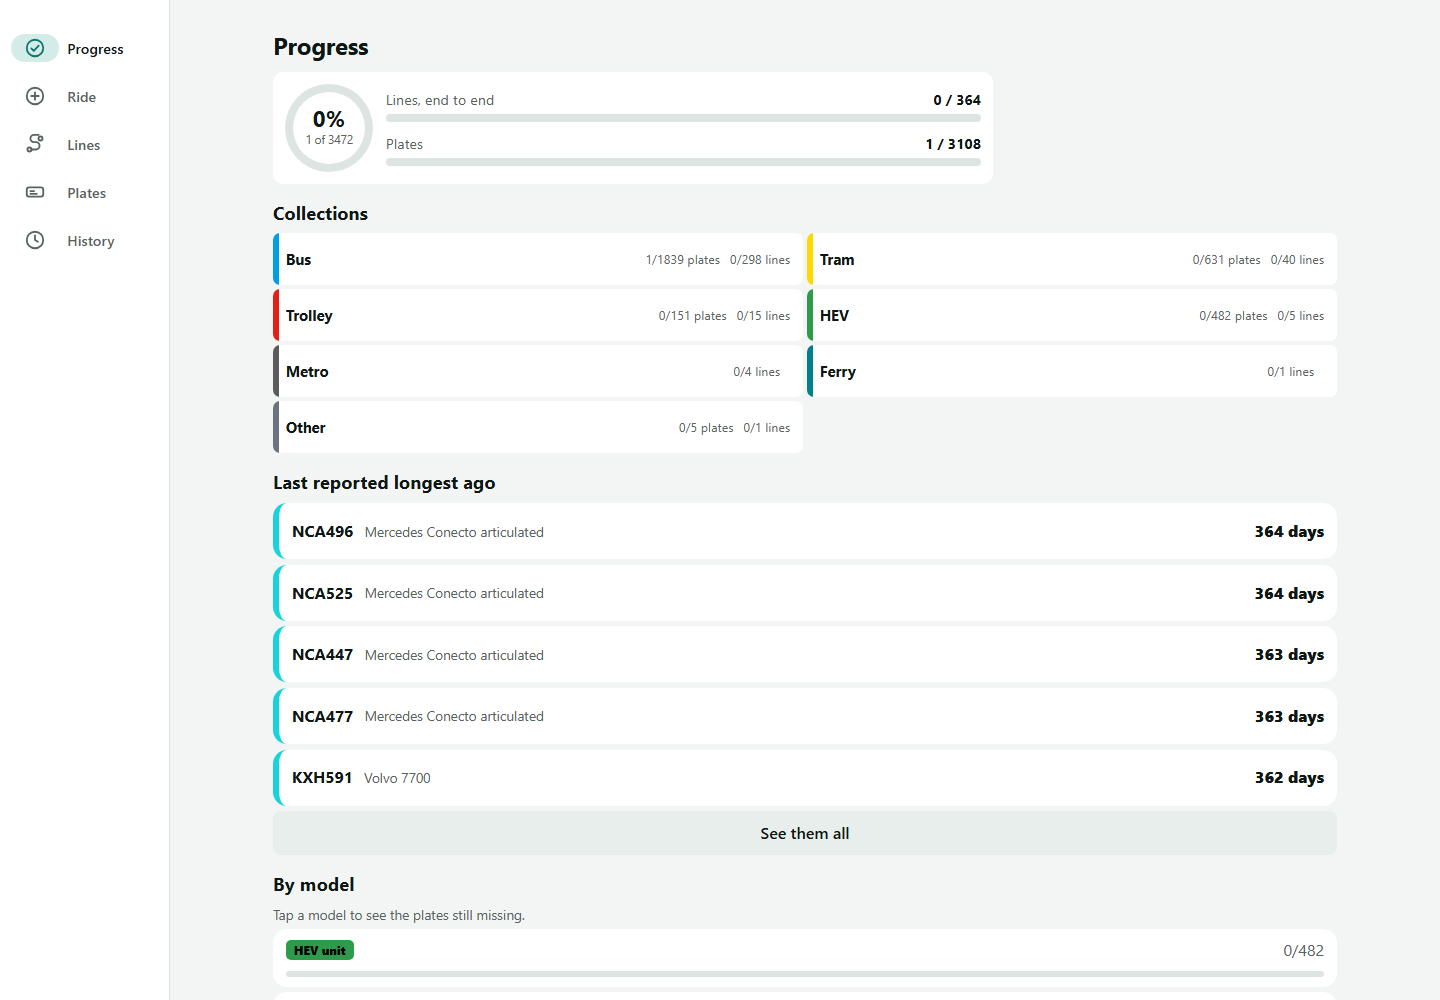 Progress
Ride
Lines
Plates
History
Progress
0%
1 of 3472
Lines, end to end 0 / 364
Plates 1 / 3108
Collections
Bus 1/1839 plates 0/298 lines
Tram 0/631 plates 0/40 lines
Trolley 0/151 plates 0/15 lines
HEV 0/482 plates 0/5 lines
Metro 0/4 lines
Ferry 0/1 lines
Other 0/5 plates 0/1 lines
Last reported longest ago
NCA496 Mercedes Conecto articulated 364 days
NCA525 Mercedes Conecto articulated 364 days
NCA447 Mercedes Conecto articulated 363 days
NCA477 Mercedes Conecto articulated 363 days
KXH591 Volvo 7700 362 days
See them all
By model
Tap a model to see the plates still missing.
HEV unit 0/482